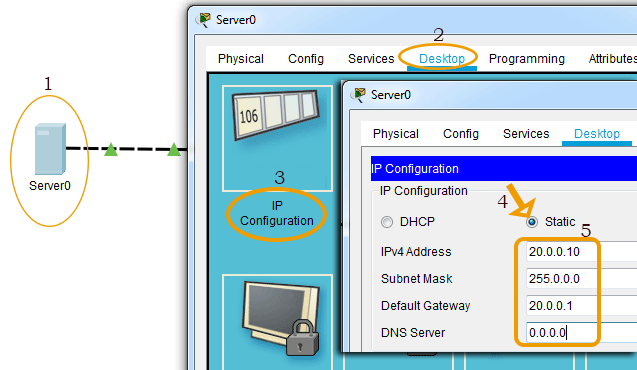 1
Server0
Server0
2
Physical Config Services Desktop Programming Attributes
106
3
IP
Configuration
Server0
Physical Config Services Desktop
IP Configuration
IP Configuration
4
DHCP Static
5
IPv4 Address 20.0.0.10
Subnet Mask 255.0.0.0
Default Gateway 20.0.0.1
DNS Server 0.0.0.0